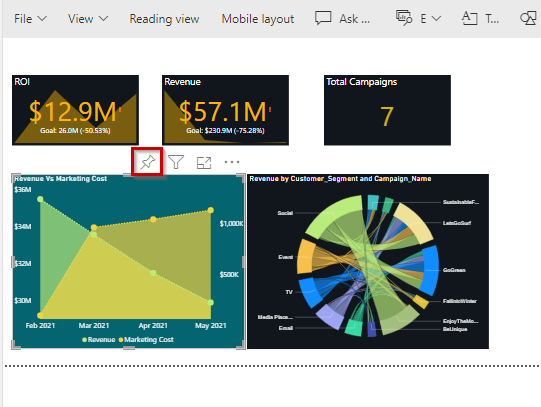 File View Reading view Mobile layout Ask ... E T...
ROI
$12.9M!
Goal: 26.0M (-50.53%)
Revenue
$57.1M!
Goal: $230.9M (-75.28%)
Total Campaigns
7
Revenue Vs Marketing Cost
$36M
$34M
$32M
$30M
$1,000K
$500K
Feb 2021 Mar 2021 Apr 2021 May 2021
Revenue Marketing Cost
Revenue by Customer_Segment and Campaign_Name
Social
Event
TV
Media Place...
Email
SustainableF...
LetsGoSurf
GoGreen
FallIntoWinter
EnjoyTheMo...
BeUnique